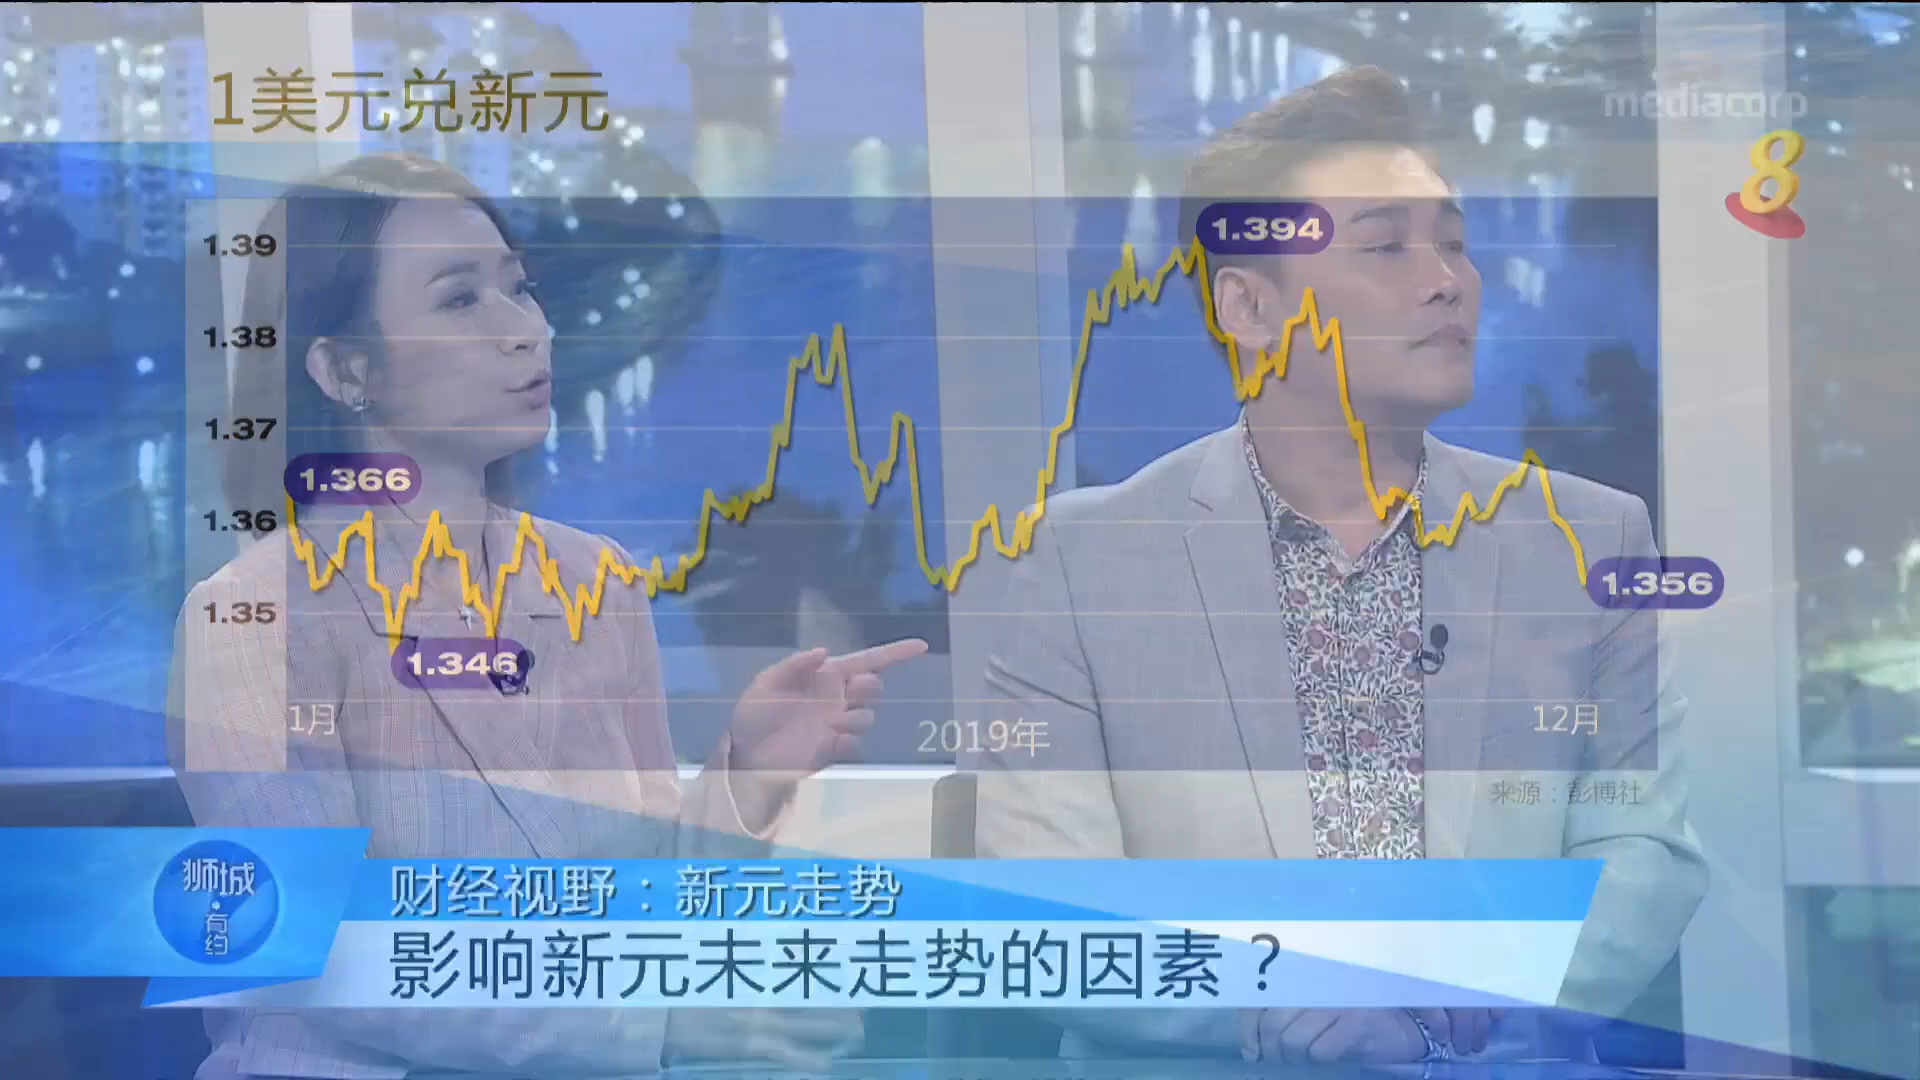 1美元兑新元
mediacorp
8
1.39
1.394
1.38
1.37
1.366
1.36
1.356
1.35
1.346
1月
2019年
12月
来源：彭博社
狮城
有约
财经视野：新元走势
影响新元未来走势的因素？